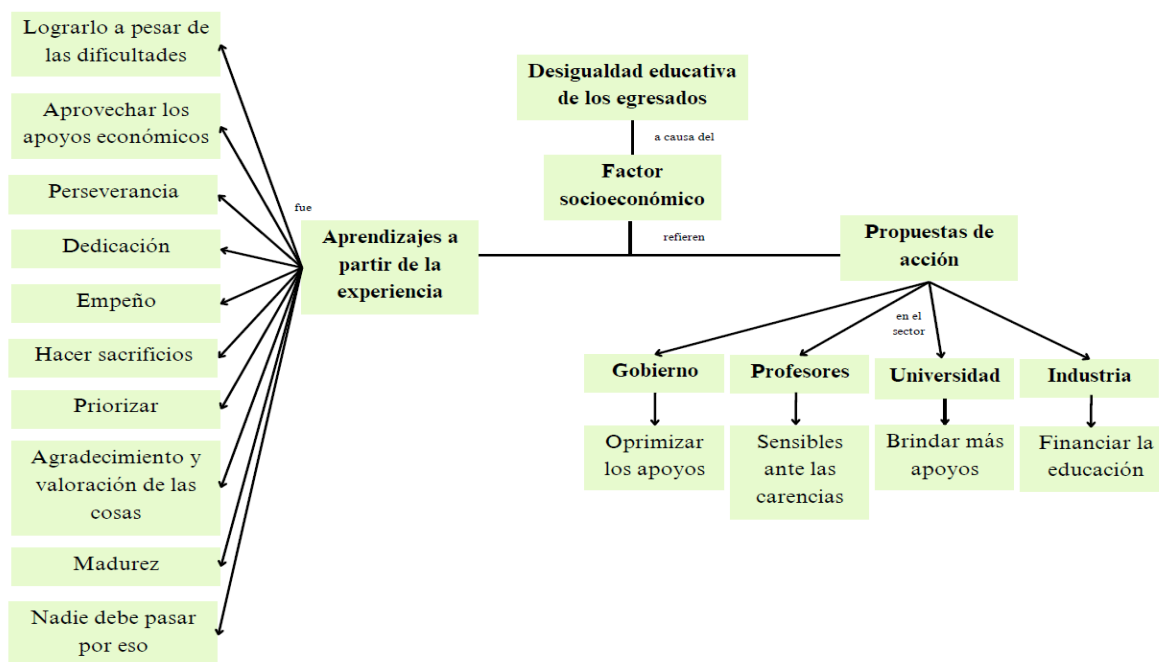 Desigualdad educativa
de los egresados
a causa del
Factor
socioeconómico
refieren
Aprendizajes a
partir de la
experiencia
fue
Lograrlo a pesar de
las dificultades
Aprovechar los
apoyos económicos
Perseverancia
Dedicación
Empeño
Hacer sacrificios
Priorizar
Agradecimiento y
valoración de las
cosas
Madurez
Nadie debe pasar
por eso
Propuestas de
acción
en el
sector
Gobierno
Oprimizar
los apoyos
Profesores
Sensibles
ante las
carencias
Universidad
Brindar más
apoyos
Industria
Financiar la
educación